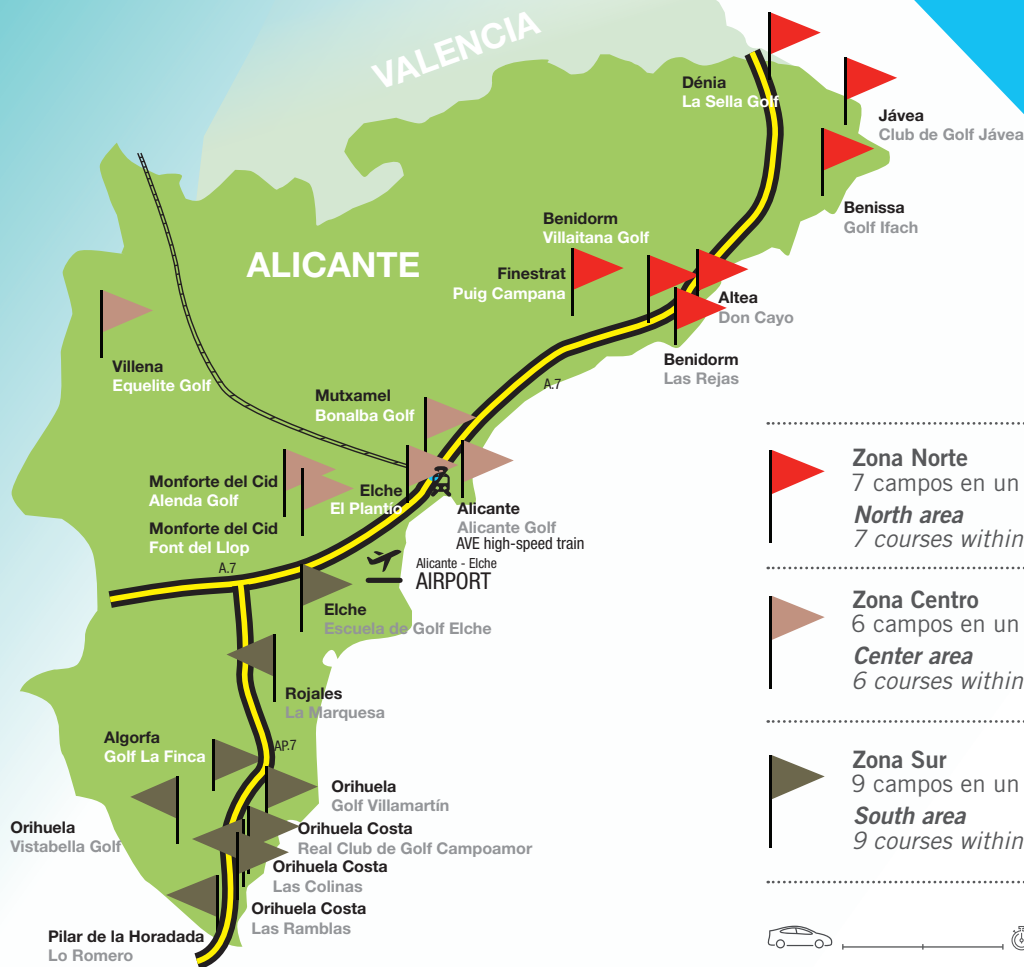 VALENCIA
Dénia
La Sella Golf
Jávea
Club de Golf Jávea
Benissa
Golf Ifach
Benidorm
Villaitana Golf
ALICANTE
Finestrat
Puig Campana
Altea
Don Cayo
Benidorm
Las Rejas
Villena
Equelite Golf
A.7
Mutxamel
Bonalba Golf
Monforte del Cid
Alenda Golf
Elche
El Plantío
Alicante
Alicante Golf
AVE high-speed train
Monforte del Cid
Font del Llop
A.7
Alicante - Elche
AIRPORT
Elche
Escuela de Golf Elche
Rojales
La Marquesa
Algorfa
Golf La Finca
AP.7
Orihuela
Golf Villamartín
Orihuela
Vistabella Golf
Orihuela Costa
Real Club de Golf Campoamor
Orihuela Costa
Las Colinas
Orihuela Costa
Las Ramblas
Pilar de la Horadada
Lo Romero
Zona Norte
7 campos en un
North area
7 courses within
Zona Centro
6 campos en un
Center area
6 courses within
Zona Sur
9 campos en un
South area
9 courses within